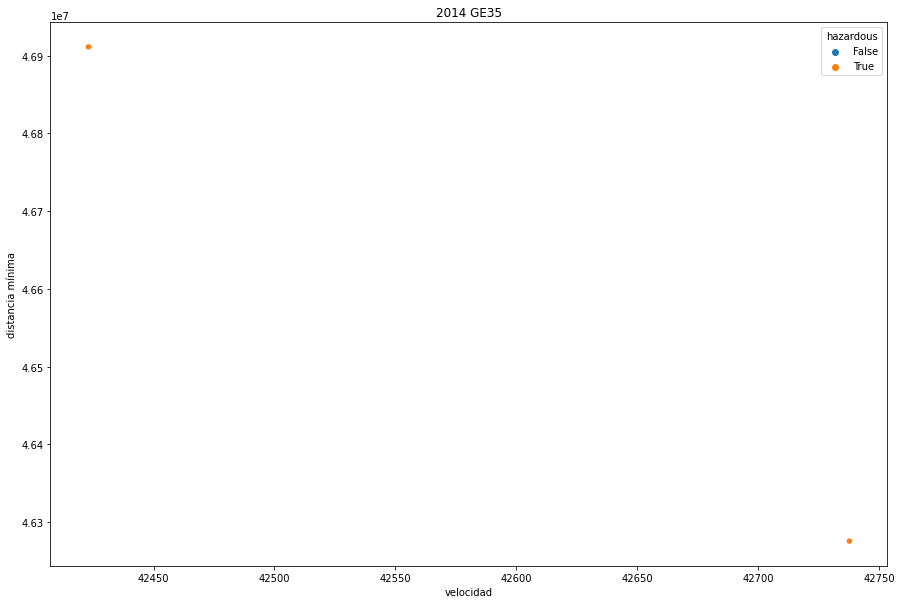 2014 GE35
1e7
hazardous
False
True
4.69
4.68
4.67
4.66
4.65
4.64
4.63
distancia mínima
42450 42500 42550 42600 42650 42700 42750
velocidad